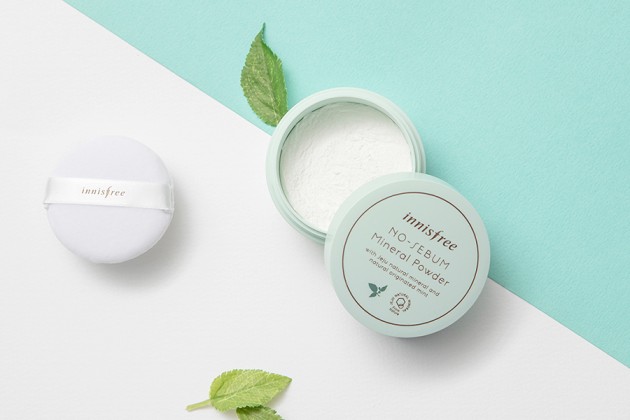 innisfree
innisfree
NO-SEBUM
Mineral Powder
with Jeju natural mineral and
natural originated mint